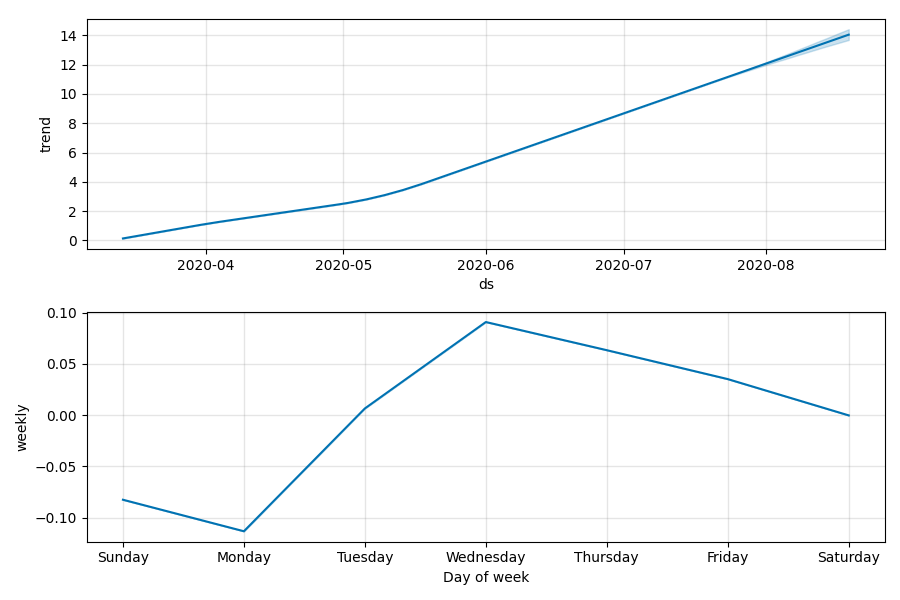 14
12
10
8
6
4
2
0
trend
2020-04 2020-05 2020-06 2020-07 2020-08
ds
0.10
0.05
0.00
−0.05
−0.10
weekly
Sunday Monday Tuesday Wednesday Thursday Friday Saturday
Day of week